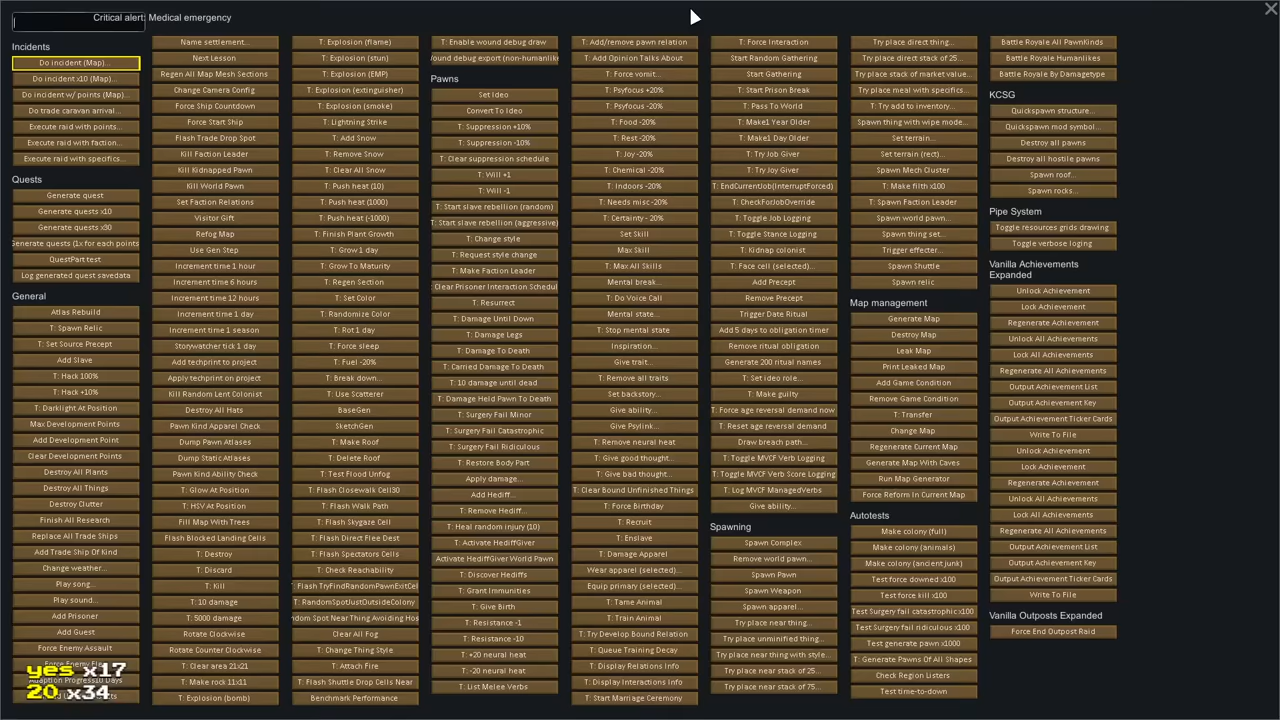 Critical alert: Medical emergency
Incidents
Do incident (Map)...
Do incident x10 (Map)...
Do incident w/ points (Map)...
Do trade caravan arrival...
Execute raid with points...
Execute raid with faction...
Execute raid with specifics...
Quests
Generate quest
Generate quests x10
Generate quests x30
Generate quests (1x for each points
QuestPart test
Log generated quest savedata
General
Atlas Rebuild
T: Spawn Relic
T: Set Source Precept
Add Slave
T: Hack 100%
T: Hack +10%
T: Darklight At Position
Max Development Points
Add Development Point
Clear Development Points
Destroy All Plants
Destroy All Things
Destroy Clutter
Finish All Research
Replace All Trade Ships
Add Trade Ship Of Kind
Change weather...
Play song...
Play sound...
Add Prisoner
Add Guest
Force Enemy Assault
yes x17
20 x34
Name settlement...
Next Lesson
Regen All Map Mesh Sections
Change Camera Config
Force Ship Countdown
Force Start Ship
Flash Trade Drop Spot
Kill Faction Leader
Kill Kidnapped Pawn
Kill World Pawn
Set Faction Relations
Visitor Gift
Refog Map
Use Gen Step
Increment time 1 hour
Increment time 6 hours
Increment time 12 hours
Increment time 1 day
Increment time 1 season
Storywatcher tick 1 day
Add techprint to project
Apply techprint on project
Kill Random Lent Colonist
Destroy All Hats
Pawn Kind Apparel Check
Dump Pawn Atlases
Dump Static Atlases
Pawn Kind Ability Check
T: Glow At Position
T: HSV At Position
Fill Map With Trees
Flash Blocked Landing Cells
T: Destroy
T: Discard
T: Kill
T: 10 damage
T: 5000 damage
Rotate Clockwise
Rotate Counter Clockwise
T: Clear area 21x21
T: Make rock 11x11
T: Explosion (bomb)
T: Explosion (flame)
T: Explosion (stun)
T: Explosion (EMP)
T: Explosion (extinguisher)
T: Explosion (smoke)
T: Lightning Strike
T: Add Snow
T: Remove Snow
T: Clear All Snow
T: Push heat (10)
T: Push heat (1000)
T: Push heat (-1000)
T: Finish Plant Growth
T: Grow 1 day
T: Grow To Maturity
T: Regen Section
T: Set Color
T: Randomize Color
T: Rot 1 day
T: Force sleep
T: Fuel -20%
T: Break down...
T: Use Scatterer
BaseGen
SketchGen
T: Make Roof
T: Delete Roof
T: Test Flood Unfog
T: Flash Closewalk Cell30
T: Flash Walk Path
T: Flash Skygaze Cell
T: Flash Direct Flee Dest
T: Flash Spectators Cells
T: Check Reachability
T: Flash TryFindRandomPawnExitCel
T: RandomSpotJustOutsideColony
dom Spot Near Thing Avoiding Hos
Clear All Fog
T: Change Thing Style
T: Attach Fire
T: Flash Shuttle Drop Cells Near
Benchmark Performance
T: Enable wound debug draw
ound debug export (non-humanlik
Pawns
Set Ideo
Convert To Ideo
T: Suppression +10%
T: Suppression -10%
T: Clear suppression schedule
T: Will +1
T: Will -1
T: Start slave rebellion (random)
T: Start slave rebellion (aggressive)
T: Change style
T: Request style change
T: Make Faction Leader
Clear Prisoner Interaction Schedul
T: Resurrect
T: Damage Until Down
T: Damage Legs
T: Damage To Death
T: Carried Damage To Death
T: 10 damage until dead
T: Damage Held Pawn To Death
T: Surgery Fail Minor
T: Surgery Fail Catastrophic
T: Surgery Fail Ridiculous
T: Restore Body Part
Apply damage...
Add Hediff...
T: Remove Hediff...
T: Heal random injury (10)
T: Activate HediffGiver
Activate HediffGiver World Pawn
T: Discover Hediffs
T: Grant Immunities
T: Give Birth
T: Resistance -1
T: Resistance -10
T: +20 neural heat
T: -20 neural heat
T: List Melee Verbs
T: Add/remove pawn relation
T: Add Opinion Talks About
T: Force vomit...
T: Psyfocus +20%
T: Psyfocus -20%
T: Food -20%
T: Rest -20%
T: Joy -20%
T: Chemical -20%
T: Indoors -20%
T: Needs misc -20%
T: Certainty - 20%
Set Skill
Max Skill
T: Max All Skills
Mental break...
T: Do Voice Call
Mental state...
T: Stop mental state
Inspiration...
Give trait...
T: Remove all traits
Set backstory...
Give ability...
Give Psylink...
T: Remove neural heat
T: Give good thought...
T: Give bad thought...
T: Clear Bound Unfinished Things
T: Force Birthday
T: Recruit
T: Enslave
T: Damage Apparel
Wear apparel (selected)...
Equip primary (selected)...
T: Tame Animal
T: Train Animal
T: Try Develop Bound Relation
T: Queue Training Decay
T: Display Relations Info
T: Display Interactions Info
T: Start Marriage Ceremony
T: Force Interaction
Start Random Gathering
Start Gathering
T: Start Prison Break
T: Pass To World
T: Make1 Year Older
T: Make1 Day Older
T: Try Job Giver
T: Try Joy Giver
T: EndCurrentJob(InterruptForced)
T: CheckForJobOverride
T: Toggle Job Logging
T: Toggle Stance Logging
T: Kidnap colonist
T: Face cell (selected)...
Add Precept
Remove Precept
Trigger Date Ritual
Add 5 days to obligation timer
Remove ritual obligation
Generate 200 ritual names
T: Set ideo role...
T: Make guilty
T: Force age reversal demand now
T: Reset age reversal demand
Draw breach path...
T: Toggle MVCF Verb Logging
T: Toggle MVCF Verb Score Logging
T: Log MVCF ManagedVerbs
Give ability...
Spawning
Spawn Complex
Remove world pawn...
Spawn Pawn
Spawn Weapon
Spawn apparel...
Try place near thing...
Try place unminified thing...
Try place near thing with style...
Try place near stack of 25...
Try place near stack of 75...
Try place direct thing...
Try place direct stack of 25...
Try place stack of market value...
Try place meal with specifics...
T: Try add to inventory...
Spawn thing with wipe mode...
Set terrain...
Set terrain (rect)...
Spawn Mech Cluster
T: Make filth x100
T: Spawn Faction Leader
Spawn world pawn...
Spawn thing set...
Trigger effecter...
Spawn Shuttle
Spawn relic
Map management
Generate Map
Destroy Map
Leak Map
Print Leaked Map
Add Game Condition
Remove Game Condition
T: Transfer
Change Map
Regenerate Current Map
Generate Map With Caves
Run Map Generator
Force Reform In Current Map
Autotests
Make colony (full)
Make colony (animals)
Make colony (ancient junk)
Test force downed x100
Test force kill x100
Test Surgery fail catastrophic x100
Test Surgery fail ridiculous x100
Test generate pawn x1000
T: Generate Pawns Of All Shapes
Check Region Listers
Test time-to-down
Battle Royale All PawnKinds
Battle Royale Humanlikes
Battle Royale By Damagetype
KCSG
Quickspawn structure...
Quickspawn mod symbol...
Destroy all pawns
Destroy all hostile pawns
Spawn roof...
Spawn rocks...
Pipe System
Toggle resources grids drawing
Toggle verbose loging
Vanilla Achievements
Expanded
Unlock Achievement
Lock Achievement
Regenerate Achievement
Unlock All Achievements
Lock All Achievements
Regenerate All Achievements
Output Achievement List
Output Achievement Key
Output Achievement Ticker Cards
Write To File
Unlock Achievement
Lock Achievement
Regenerate Achievement
Unlock All Achievements
Lock All Achievements
Regenerate All Achievements
Output Achievement List
Output Achievement Key
Output Achievement Ticker Cards
Write To File
Vanilla Outposts Expanded
Force End Outpost Raid